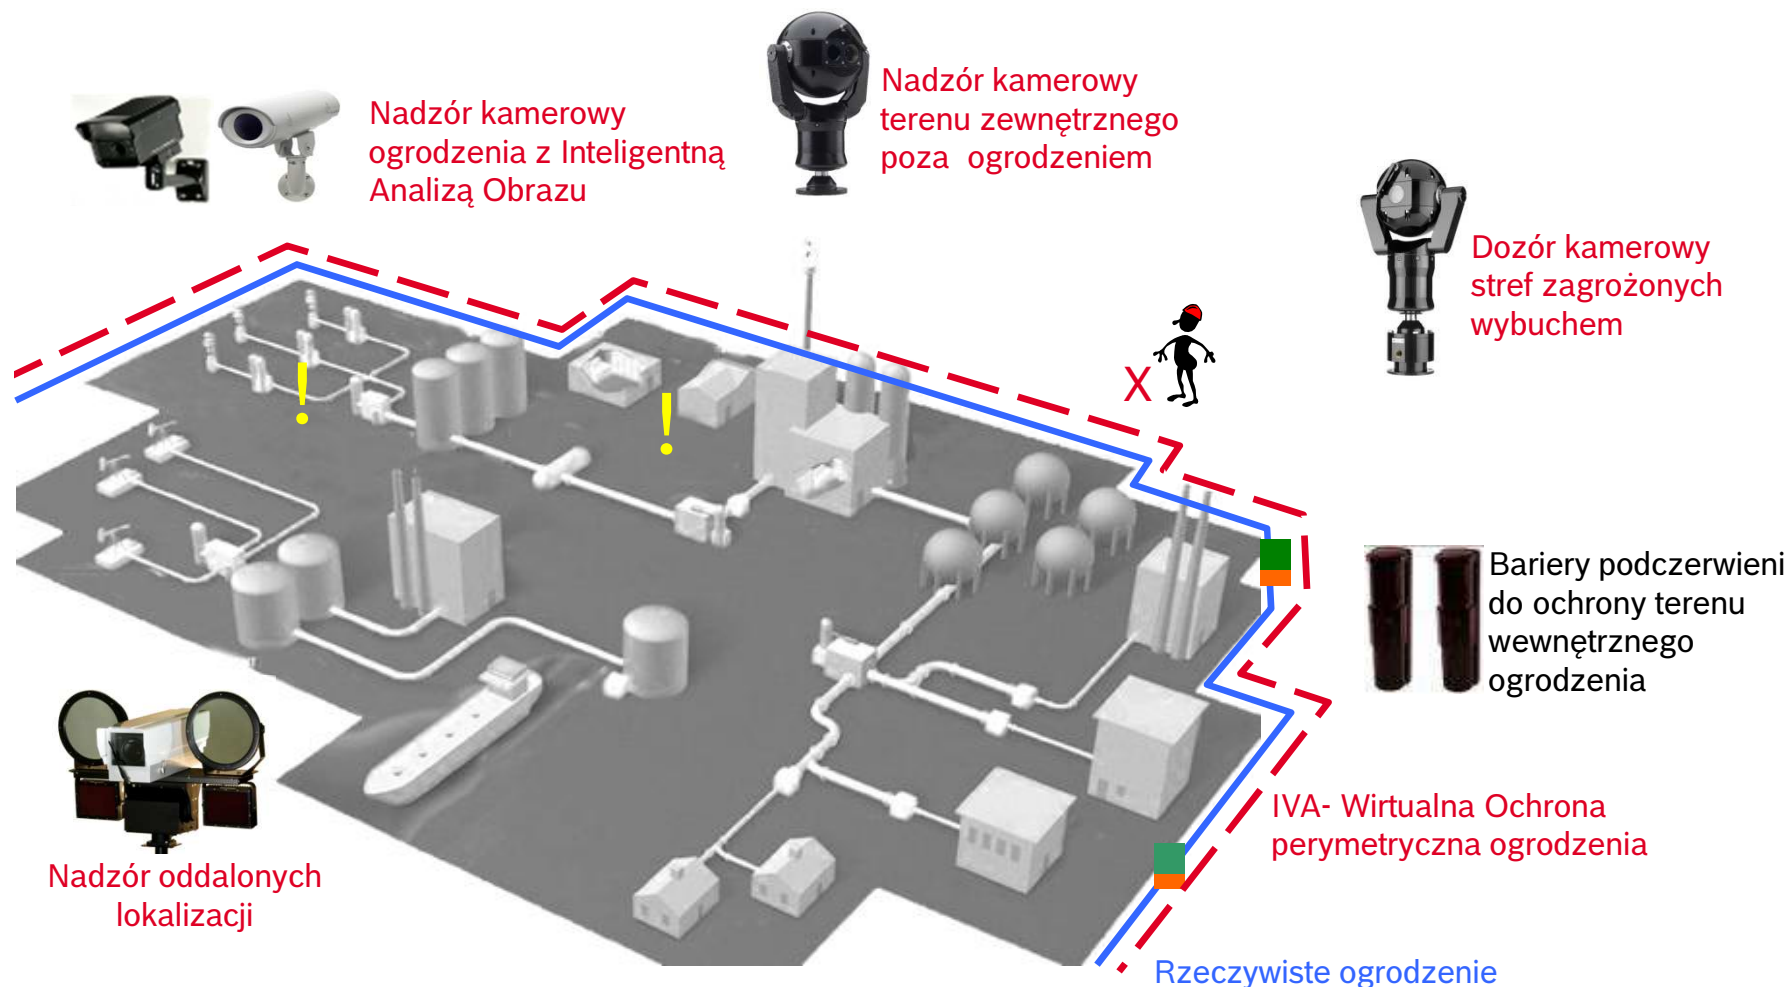 Nadzór kamerowy
ogrodzenia z Inteligentną
Analizą Obrazu
Nadzór kamerowy
terenu zewnętrznego
poza ogrodzeniem
Dozór kamerowy
stref zagrożonych
wybuchem
X
!
!
Bariery podczerwieni
do ochrony terenu
wewnętrznego
ogrodzenia
IVA- Wirtualna Ochrona
perymetryczna ogrodzenia
Nadzór oddalonych
lokalizacji
Rzeczywiste ogrodzenie